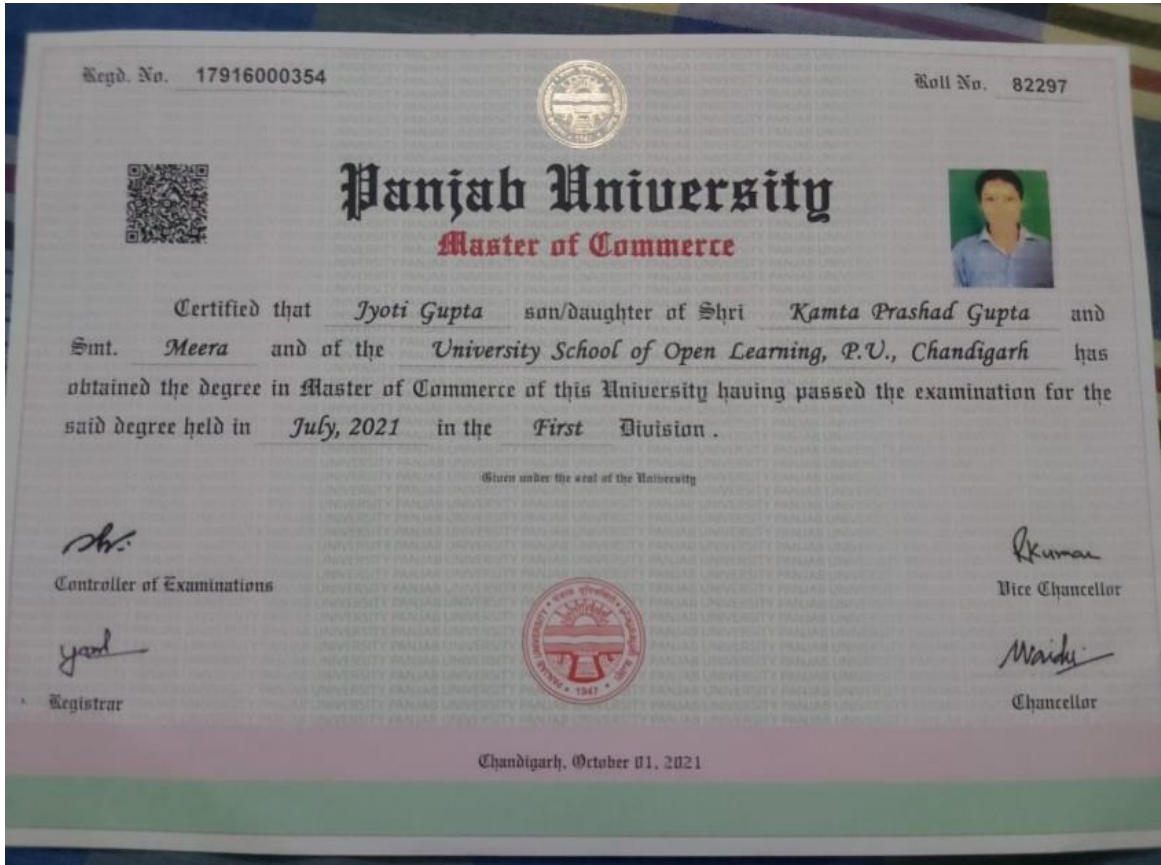 Regd. No. 17916000354
Roll No. 82297
Panjab University
Master of Commerce
Certified that Jyoti Gupta son/daughter of Shri Kamta Prashad Gupta and
Smt. Meera and of the University School of Open Learning, P.U., Chandigarh has
obtained the degree in Master of Commerce of this University having passed the examination for the
said degree held in July, 2021 in the First Division .
Given under the seal of the University
Controller of Examinations
RKumar
Vice Chancellor
PANJAB UNIVERSITY
1947
Registrar
Chancellor
Chandigarh, October 01, 2021